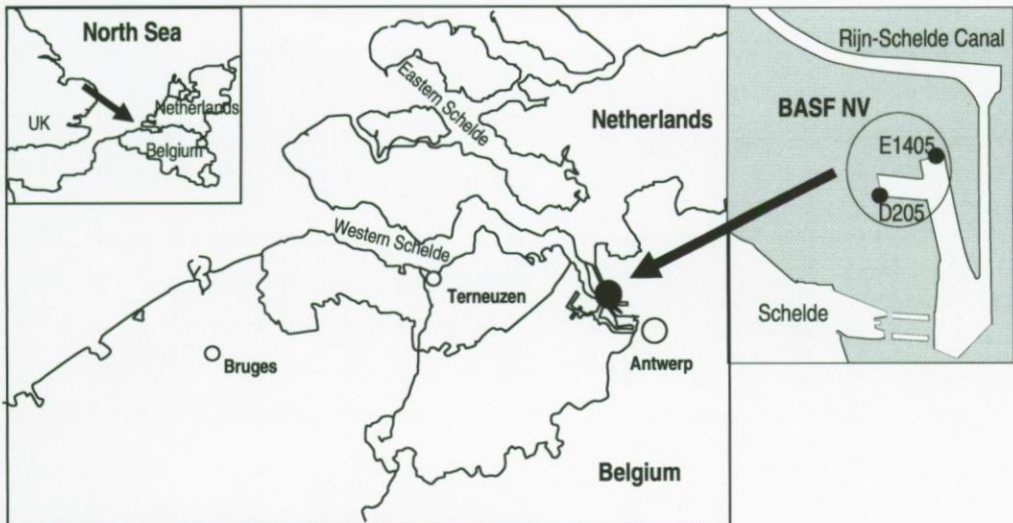 North Sea
UK
Netherlands
Belgium
Eastern Schelde
Netherlands
Western Schelde
Terneuzen
Bruges
Antwerp
Belgium
Rijn-Schelde Canal
BASF NV
E1405
D205
Schelde